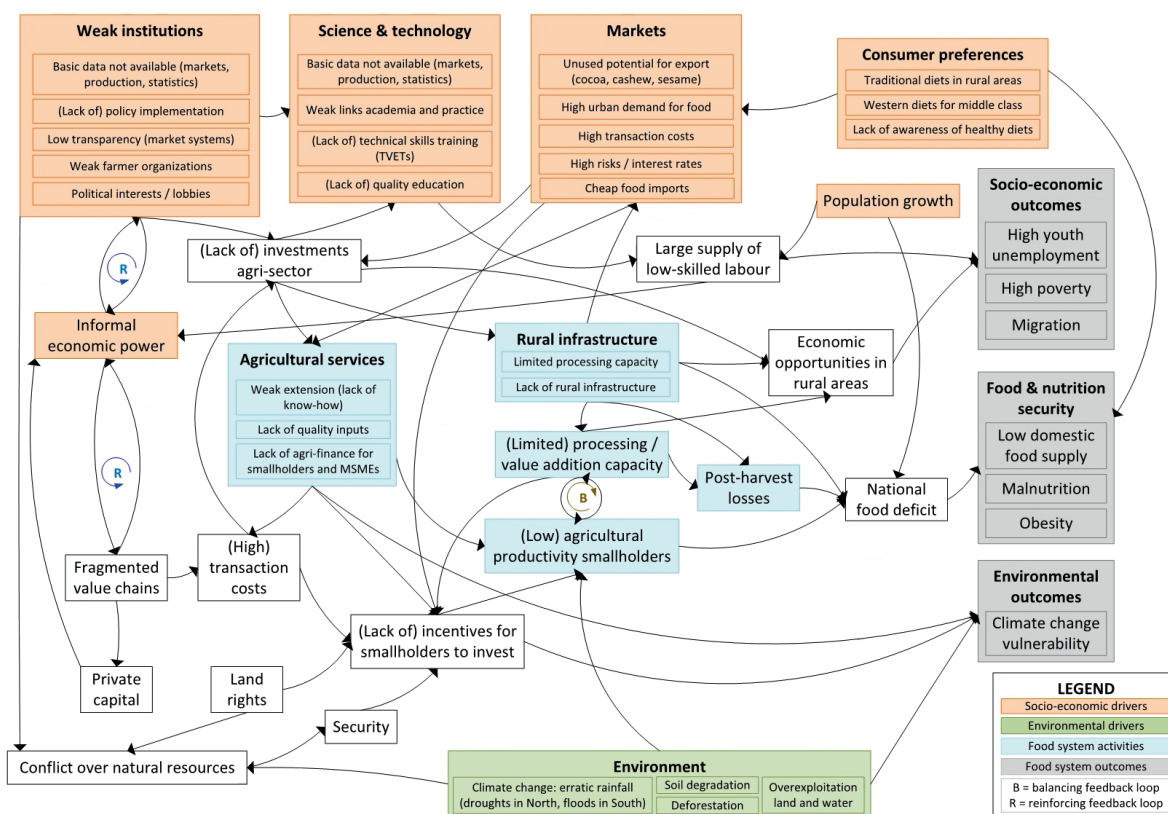 Weak institutions
Basic data not available (markets,
production, statistics)
(Lack of) policy implementation
Low transparency (market systems)
Weak farmer organizations
Political interests / lobbies
Science & technology
Basic data not available (markets,
production, statistics)
Weak links academia and practice
(Lack of) technical skills training
(TVETs)
(Lack of) quality education
Markets
Unused potential for export
(cocoa, cashew, sesame)
High urban demand for food
High transaction costs
High risks / interest rates
Cheap food imports
Consumer preferences
Traditional diets in rural areas
Western diets for middle class
Lack of awareness of healthy diets
Population growth
Socio-economic
outcomes
High youth
unemployment
High poverty
Migration
(Lack of) investments
agri-sector
Large supply of
low-skilled labour
R
Informal
economic power
Agricultural services
Weak extension (lack of
know-how)
Lack of quality inputs
Lack of agri-finance for
smallholders and MSMEs
Rural infrastructure
Limited processing capacity
Lack of rural infrastructure
Economic
opportunities in
rural areas
Food & nutrition
security
Low domestic
food supply
Malnutrition
Obesity
R
(Limited) processing /
value addition capacity
Post-harvest
losses
National
food deficit
B
(Low) agricultural
productivity smallholders
Fragmented
value chains
(High)
transaction
costs
Environmental
outcomes
Climate change
vulnerability
(Lack of) incentives for
smallholders to invest
Private
capital
Land
rights
Security
Conflict over natural resources
Environment
Climate change: erratic rainfall
(droughts in North, floods in South)
Soil degradation
Deforestation
Overexploitation
land and water
LEGEND
Socio-economic drivers
Environmental drivers
Food system activities
Food system outcomes
B = balancing feedback loop
R = reinforcing feedback loop